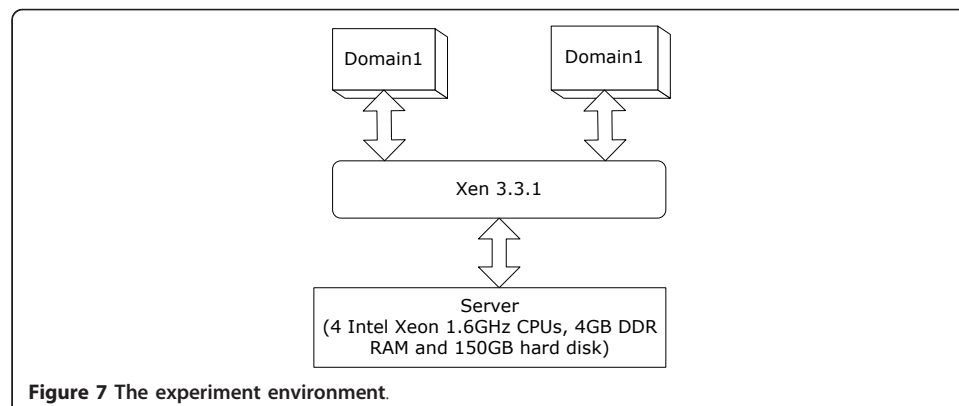 Domain1
Domain1
Xen 3.3.1
Server
(4 Intel Xeon 1.6GHz CPUs, 4GB DDR
RAM and 150GB hard disk)
Figure 7 The experiment environment.